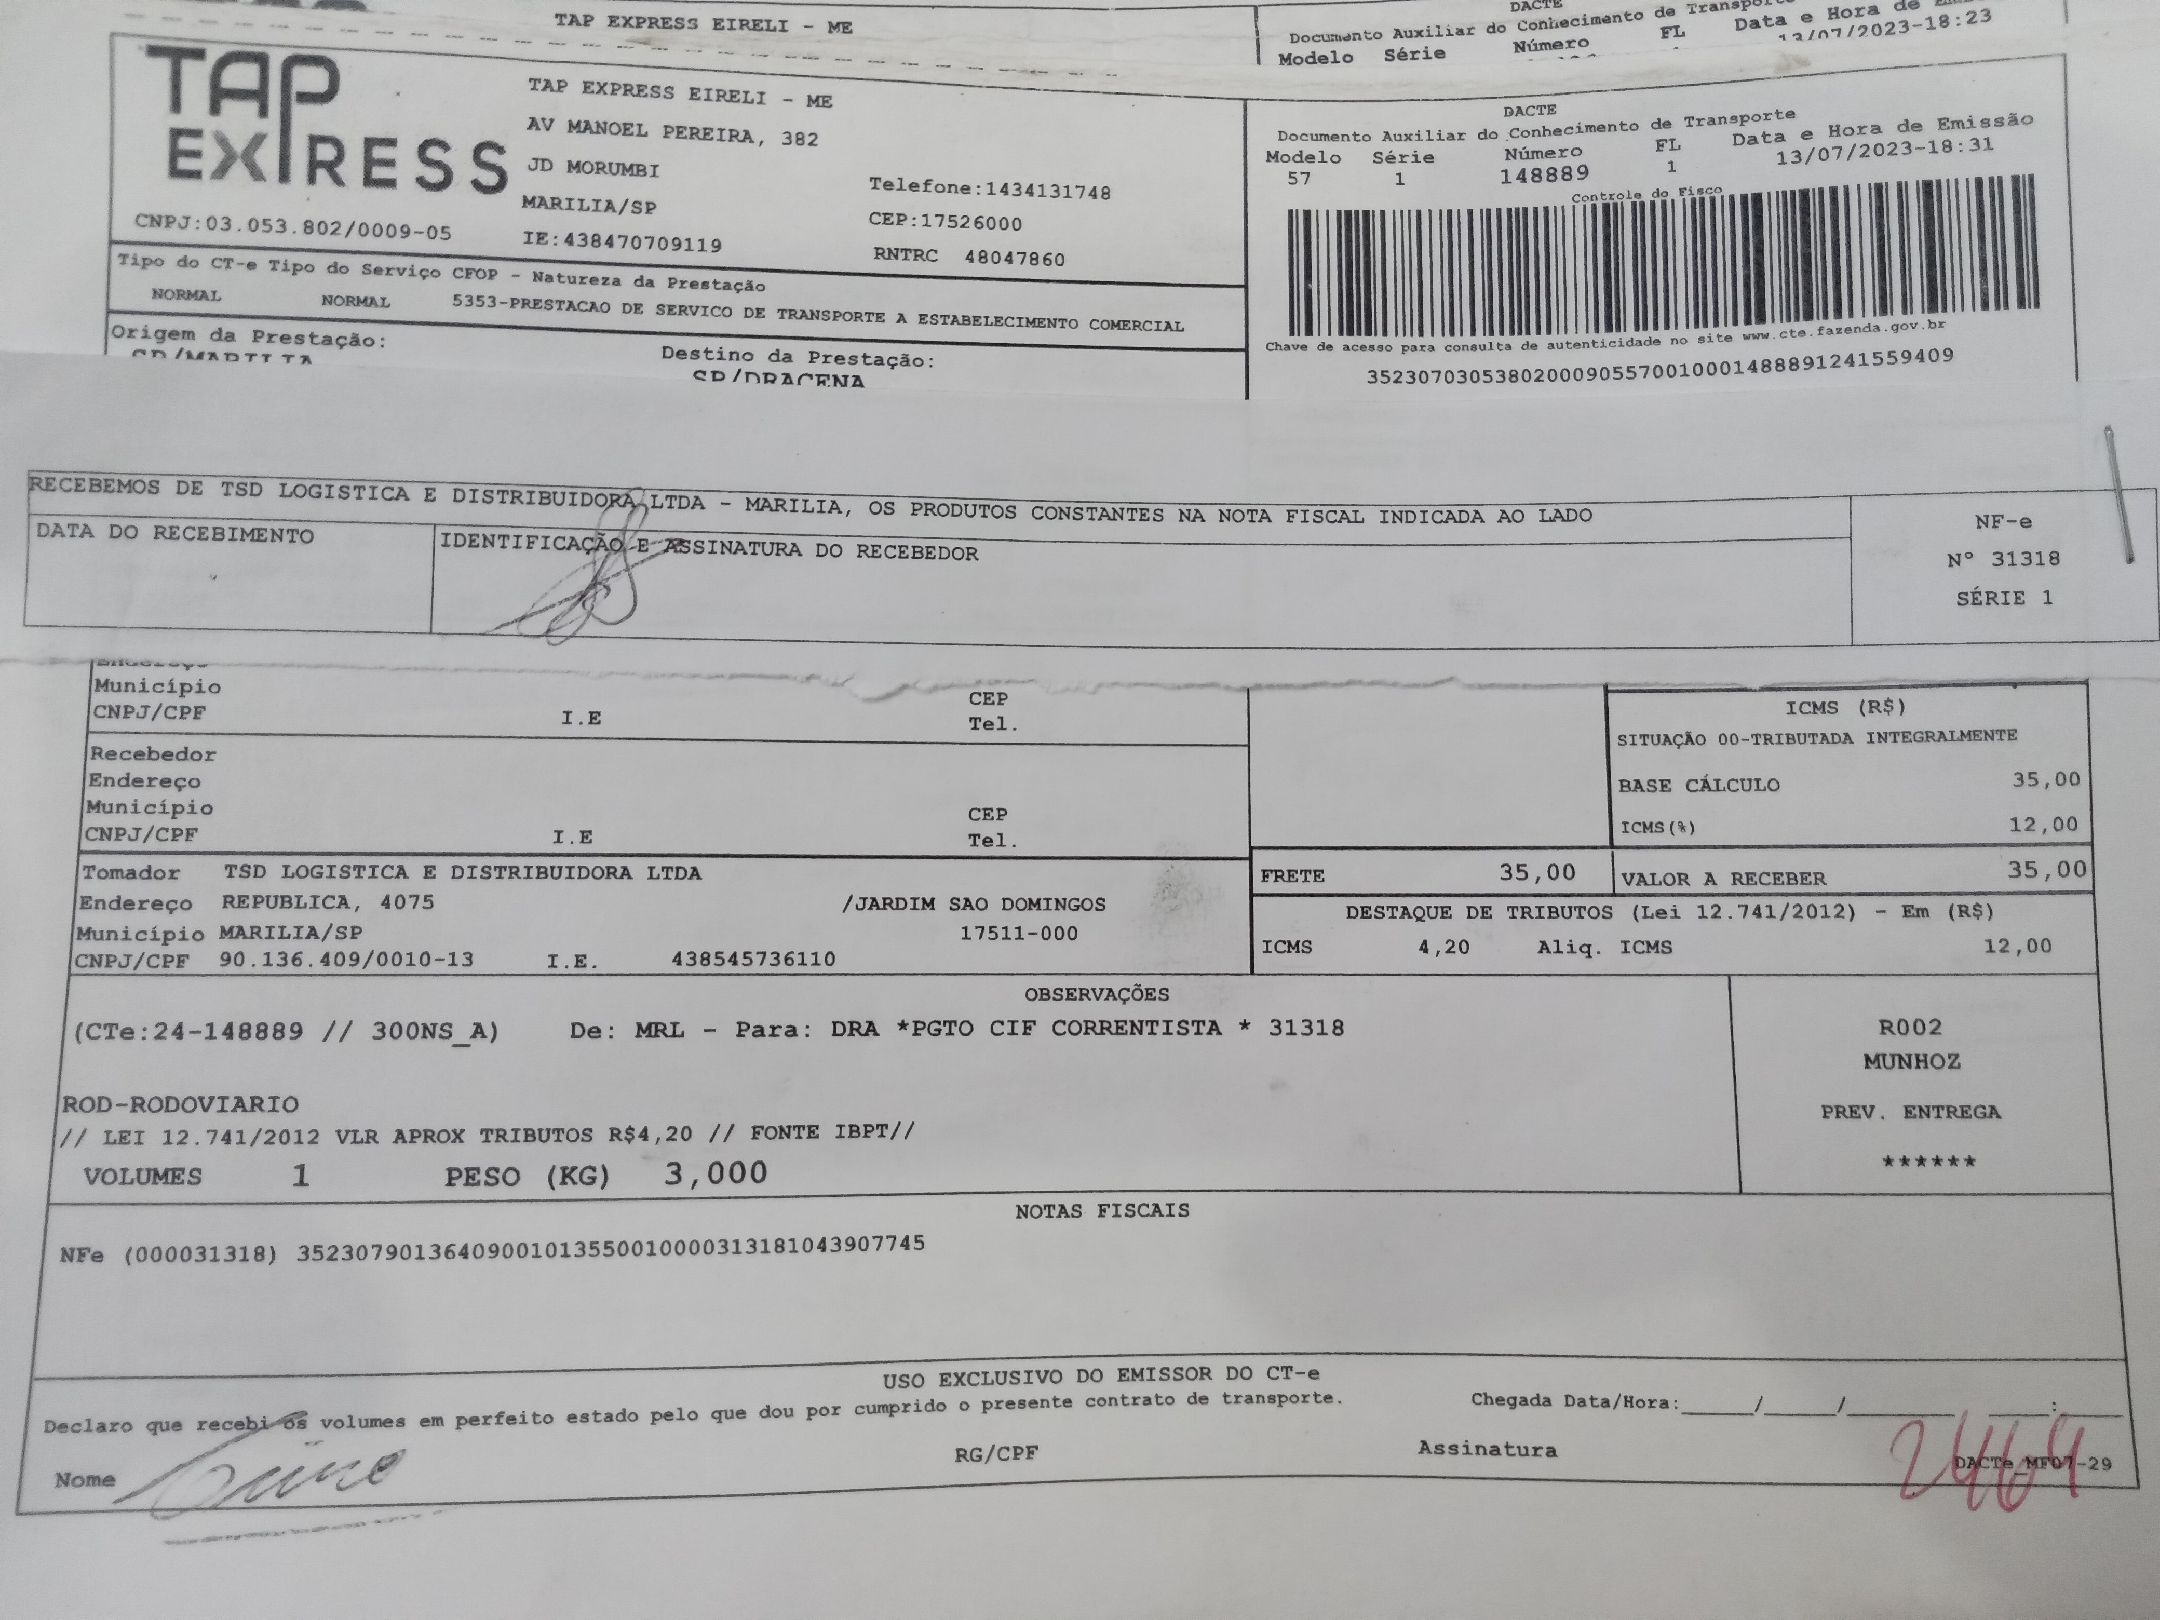 TAP EXPRESS EIRELI - ME
DACTE
Documento Auxiliar do Conhecimento de Transporte
Modelo Série Número FL Data e Hora de
13/07/2023-18:23
TAP EXPRESS
TAP EXPRESS EIRELI - ME
AV MANOEL PEREIRA, 382
JD MORUMBI
MARILIA/SP
Telefone:1434131748
CEP:17526000
CNPJ:03.053.802/0009-05 IE:438470709119 RNTRC 48047860
DACTE
Documento Auxiliar do Conhecimento de Transporte
Modelo Série Número FL Data e Hora de Emissão
57 1 148889 1 13/07/2023-18:31
Controle do Fisco
Chave de acesso para consulta de autenticidade no site www.cte.fazenda.gov.br
35230703053802000905570010001488891241559409
Tipo do CT-e Tipo do Serviço CFOP - Natureza da Prestação
NORMAL NORMAL 5353-PRESTACAO DE SERVICO DE TRANSPORTE A ESTABELECIMENTO COMERCIAL
Origem da Prestação: Destino da Prestação:
SP/MARILIA SP/DRACENA
RECEBEMOS DE TSD LOGISTICA E DISTRIBUIDORA LTDA - MARILIA, OS PRODUTOS CONSTANTES NA NOTA FISCAL INDICADA AO LADO
DATA DO RECEBIMENTO IDENTIFICAÇÃO E ASSINATURA DO RECEBEDOR
NF-e
Nº 31318
SÉRIE 1
Endereço
Município CEP
CNPJ/CPF I.E Tel.
Recebedor
Endereço
Município CEP
CNPJ/CPF I.E Tel.
ICMS (R$)
SITUAÇÃO 00-TRIBUTADA INTEGRALMENTE
BASE CÁLCULO 35,00
ICMS(%) 12,00
FRETE 35,00 VALOR A RECEBER 35,00
Tomador TSD LOGISTICA E DISTRIBUIDORA LTDA
Endereço REPUBLICA, 4075 /JARDIM SAO DOMINGOS
Município MARILIA/SP 17511-000
CNPJ/CPF 90.136.409/0010-13 I.E. 438545736110
DESTAQUE DE TRIBUTOS (Lei 12.741/2012) - Em (R$)
ICMS 4,20 Aliq. ICMS 12,00
OBSERVAÇÕES
(CTe:24-148889 // 300NS_A) De: MRL - Para: DRA *PGTO CIF CORRENTISTA * 31318
ROD-RODOVIARIO
// LEI 12.741/2012 VLR APROX TRIBUTOS R$4,20 // FONTE IBPT//
VOLUMES 1 PESO (KG) 3,000
R002
MUNHOZ
PREV. ENTREGA
******
NOTAS FISCAIS
NFe (000031318) 35230790136409001013550010000313181043907745
USO EXCLUSIVO DO EMISSOR DO CT-e
Declaro que recebi os volumes em perfeito estado pelo que dou por cumprido o presente contrato de transporte.
Chegada Data/Hora:_____/_____/________ ____:____
Nome RG/CPF Assinatura
DACTe_MF07-29
2464